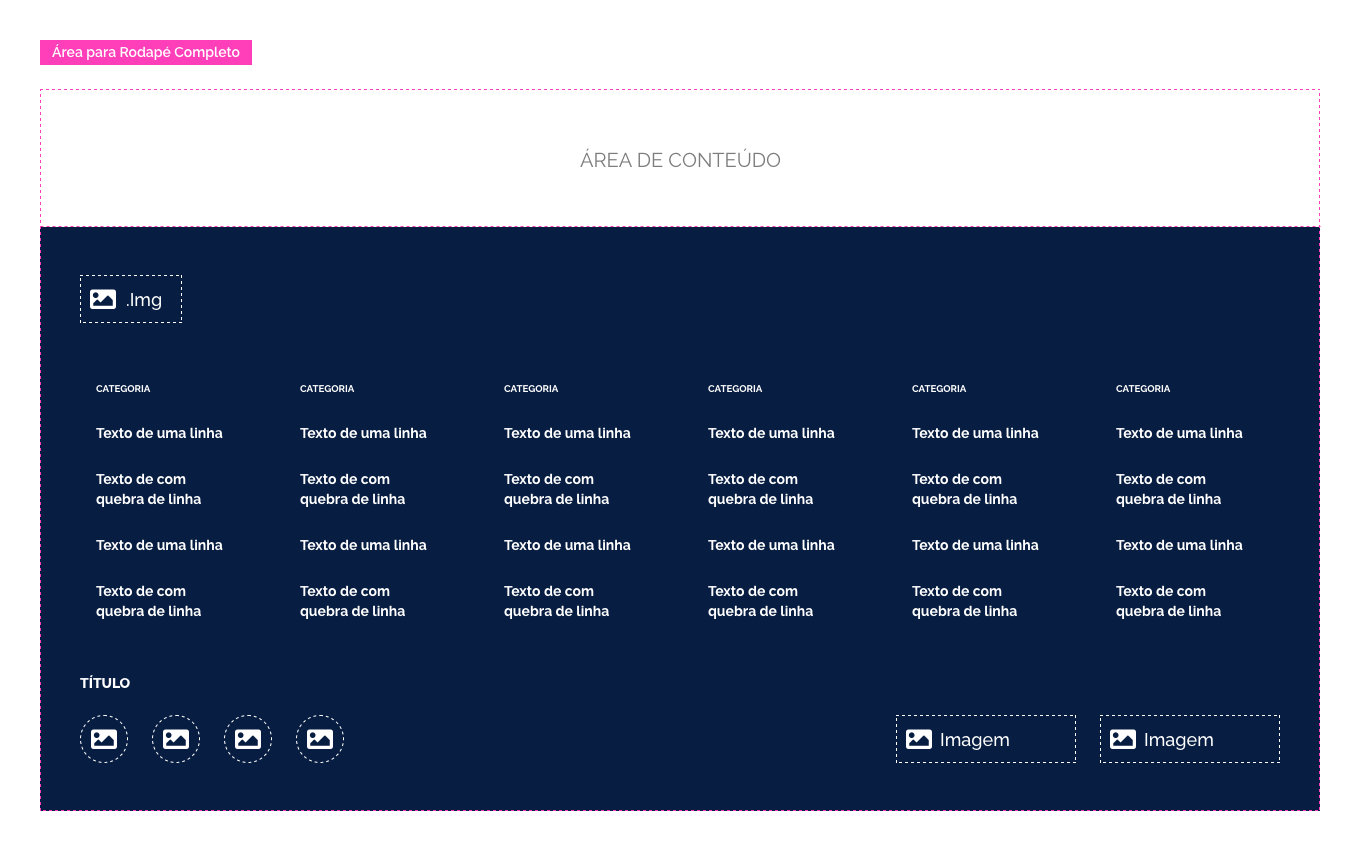 Área para Rodapé Completo
ÁREA DE CONTEÚDO
.Img
CATEGORIA CATEGORIA CATEGORIA CATEGORIA CATEGORIA CATEGORIA
Texto de uma linha Texto de uma linha Texto de uma linha Texto de uma linha Texto de uma linha Texto de uma linha
Texto de com Texto de com Texto de com Texto de com Texto de com Texto de com
quebra de linha quebra de linha quebra de linha quebra de linha quebra de linha quebra de linha
Texto de uma linha Texto de uma linha Texto de uma linha Texto de uma linha Texto de uma linha Texto de uma linha
Texto de com Texto de com Texto de com Texto de com Texto de com Texto de com
quebra de linha quebra de linha quebra de linha quebra de linha quebra de linha quebra de linha
TÍTULO
Imagem Imagem